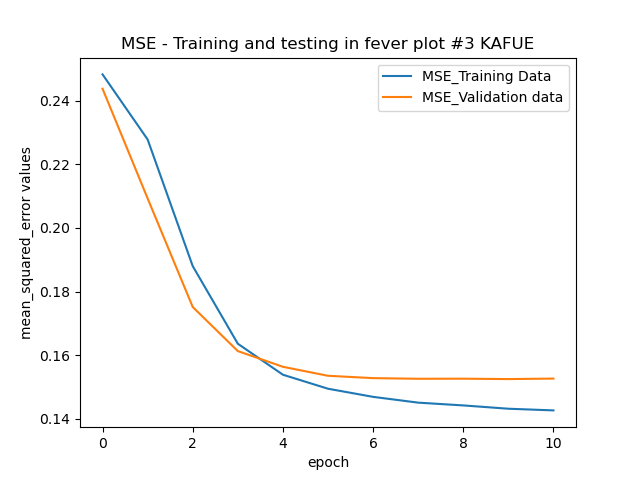 MSE - Training and testing in fever plot #3 KAFUE
MSE_Training Data
MSE_Validation data
mean_squared_error values
0.24
0.22
0.20
0.18
0.16
0.14
0 2 4 6 8 10
epoch